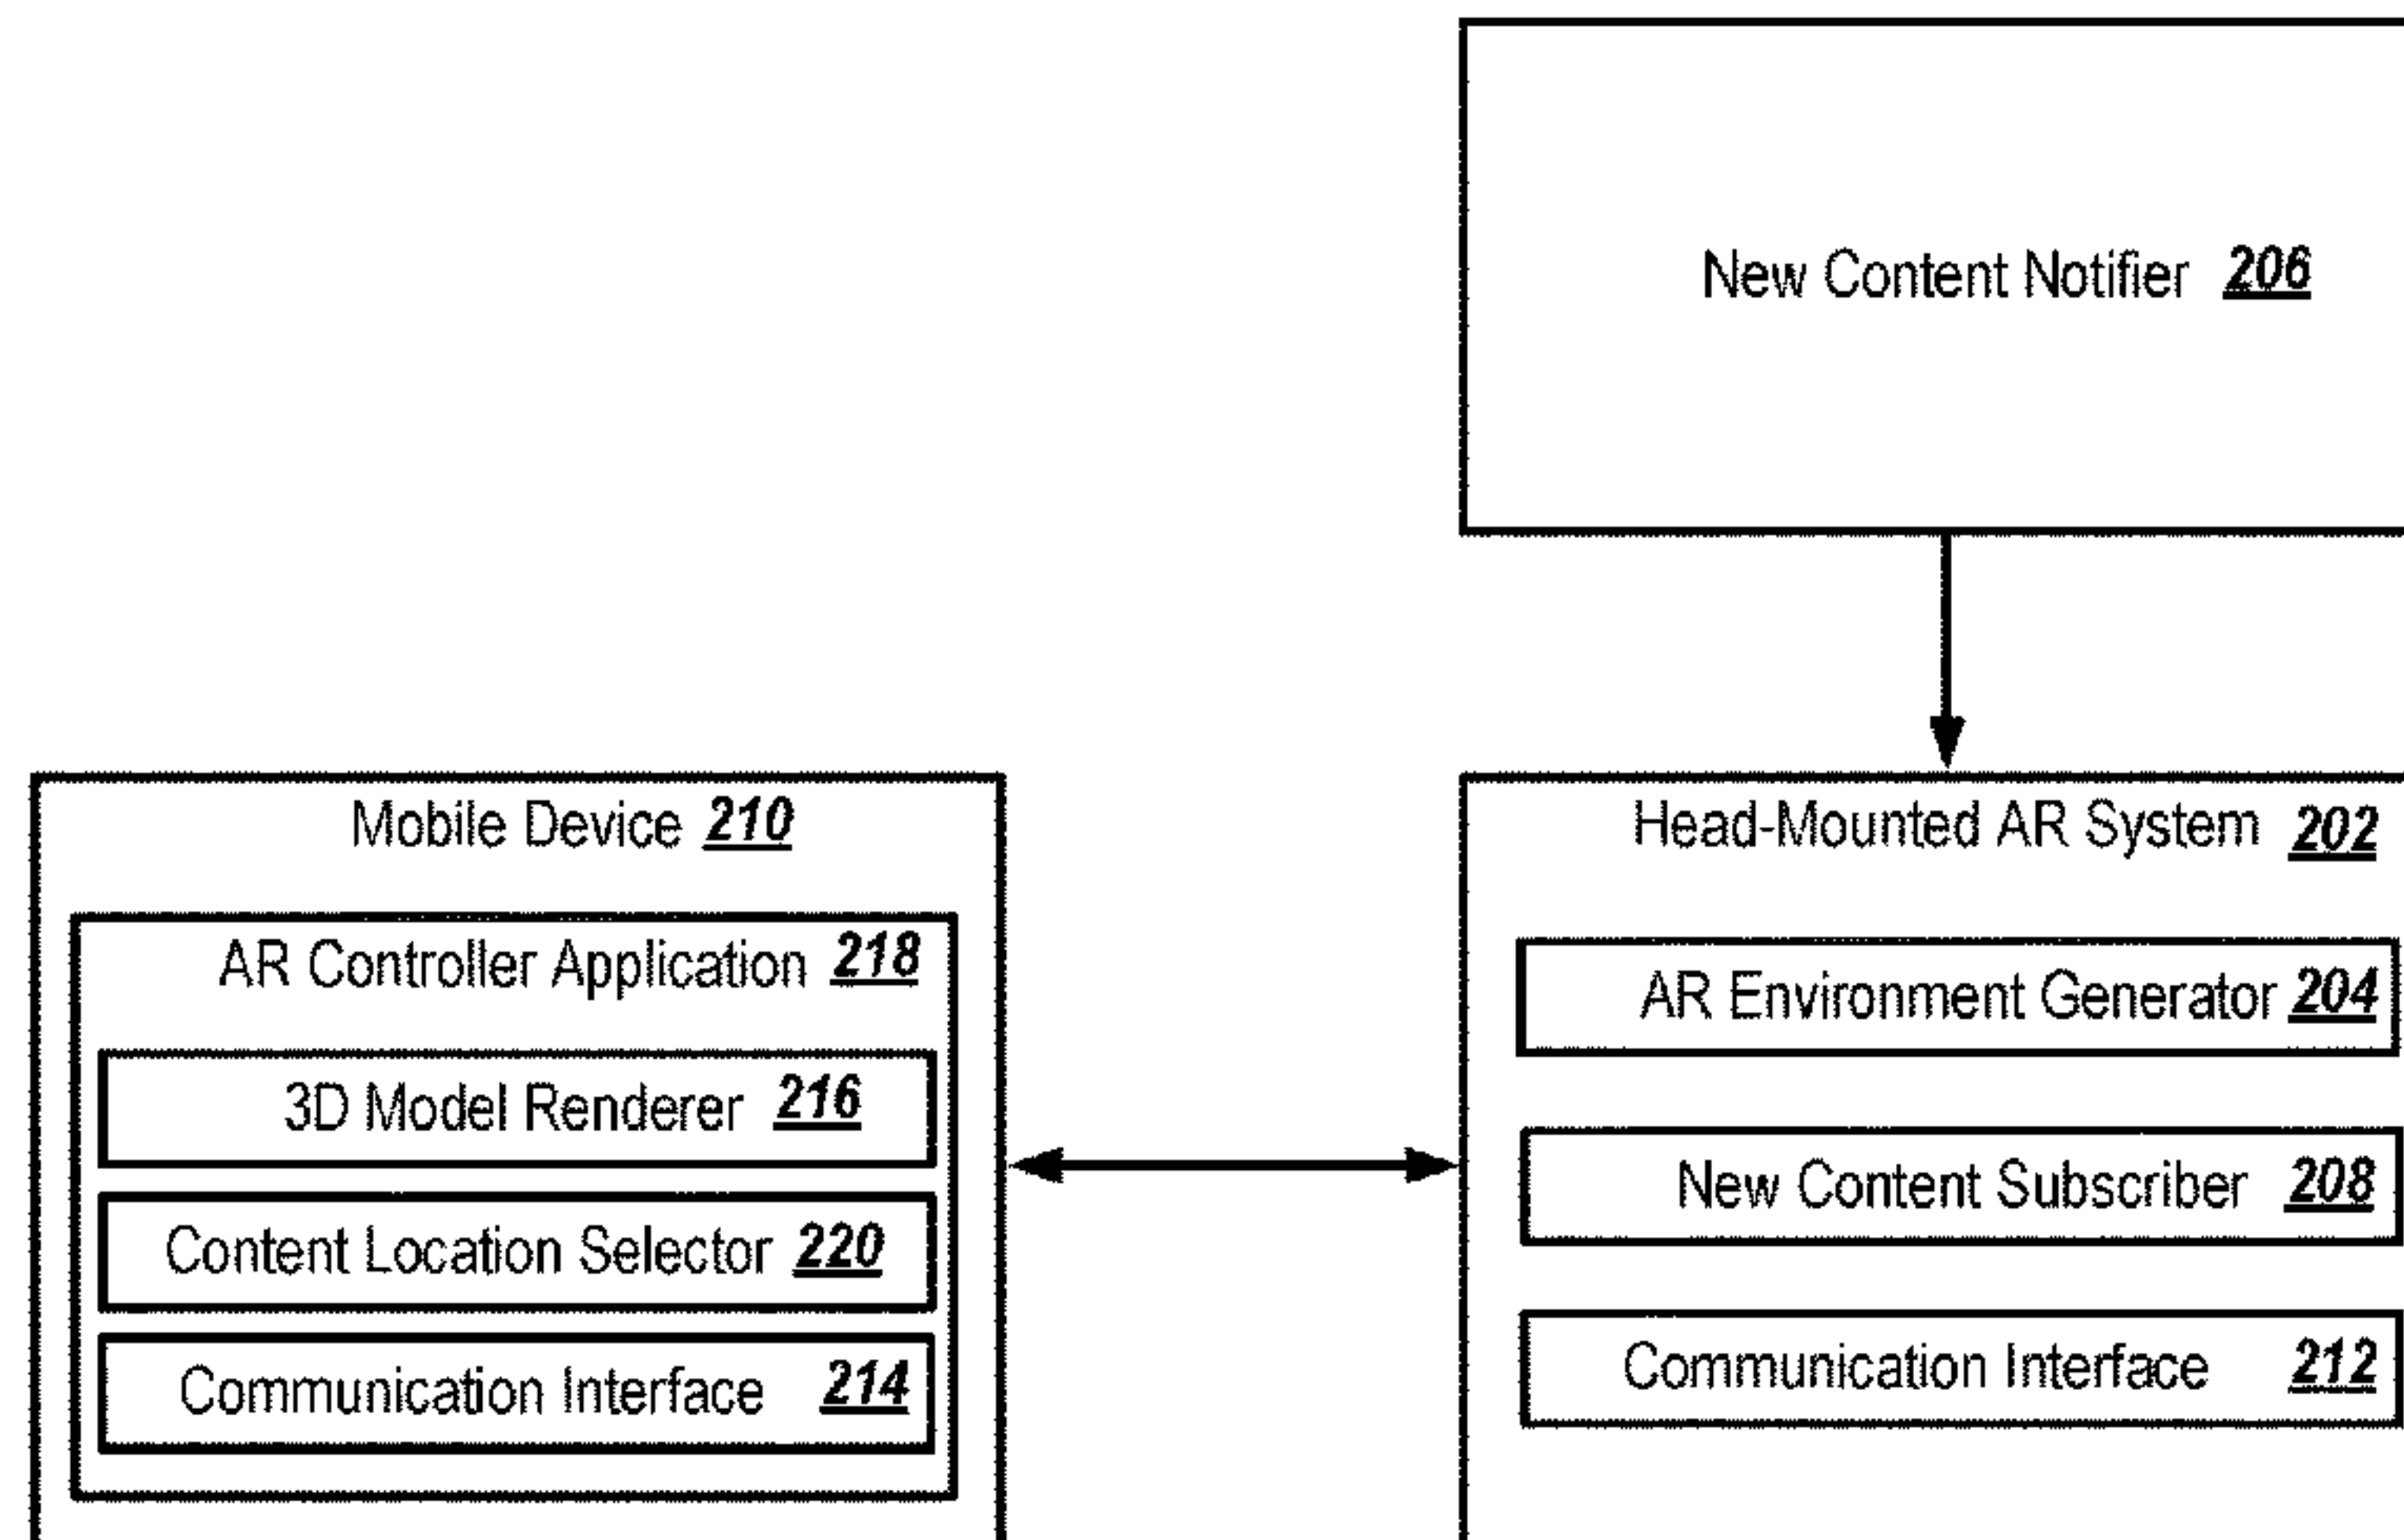 New Content Notifier 206
Mobile Device 210
AR Controller Application 218
3D Model Renderer 216
Content Location Selector 220
Communication Interface 214
Head-Mounted AR System 202
AR Environment Generator 204
New Content Subscriber 208
Communication Interface 212